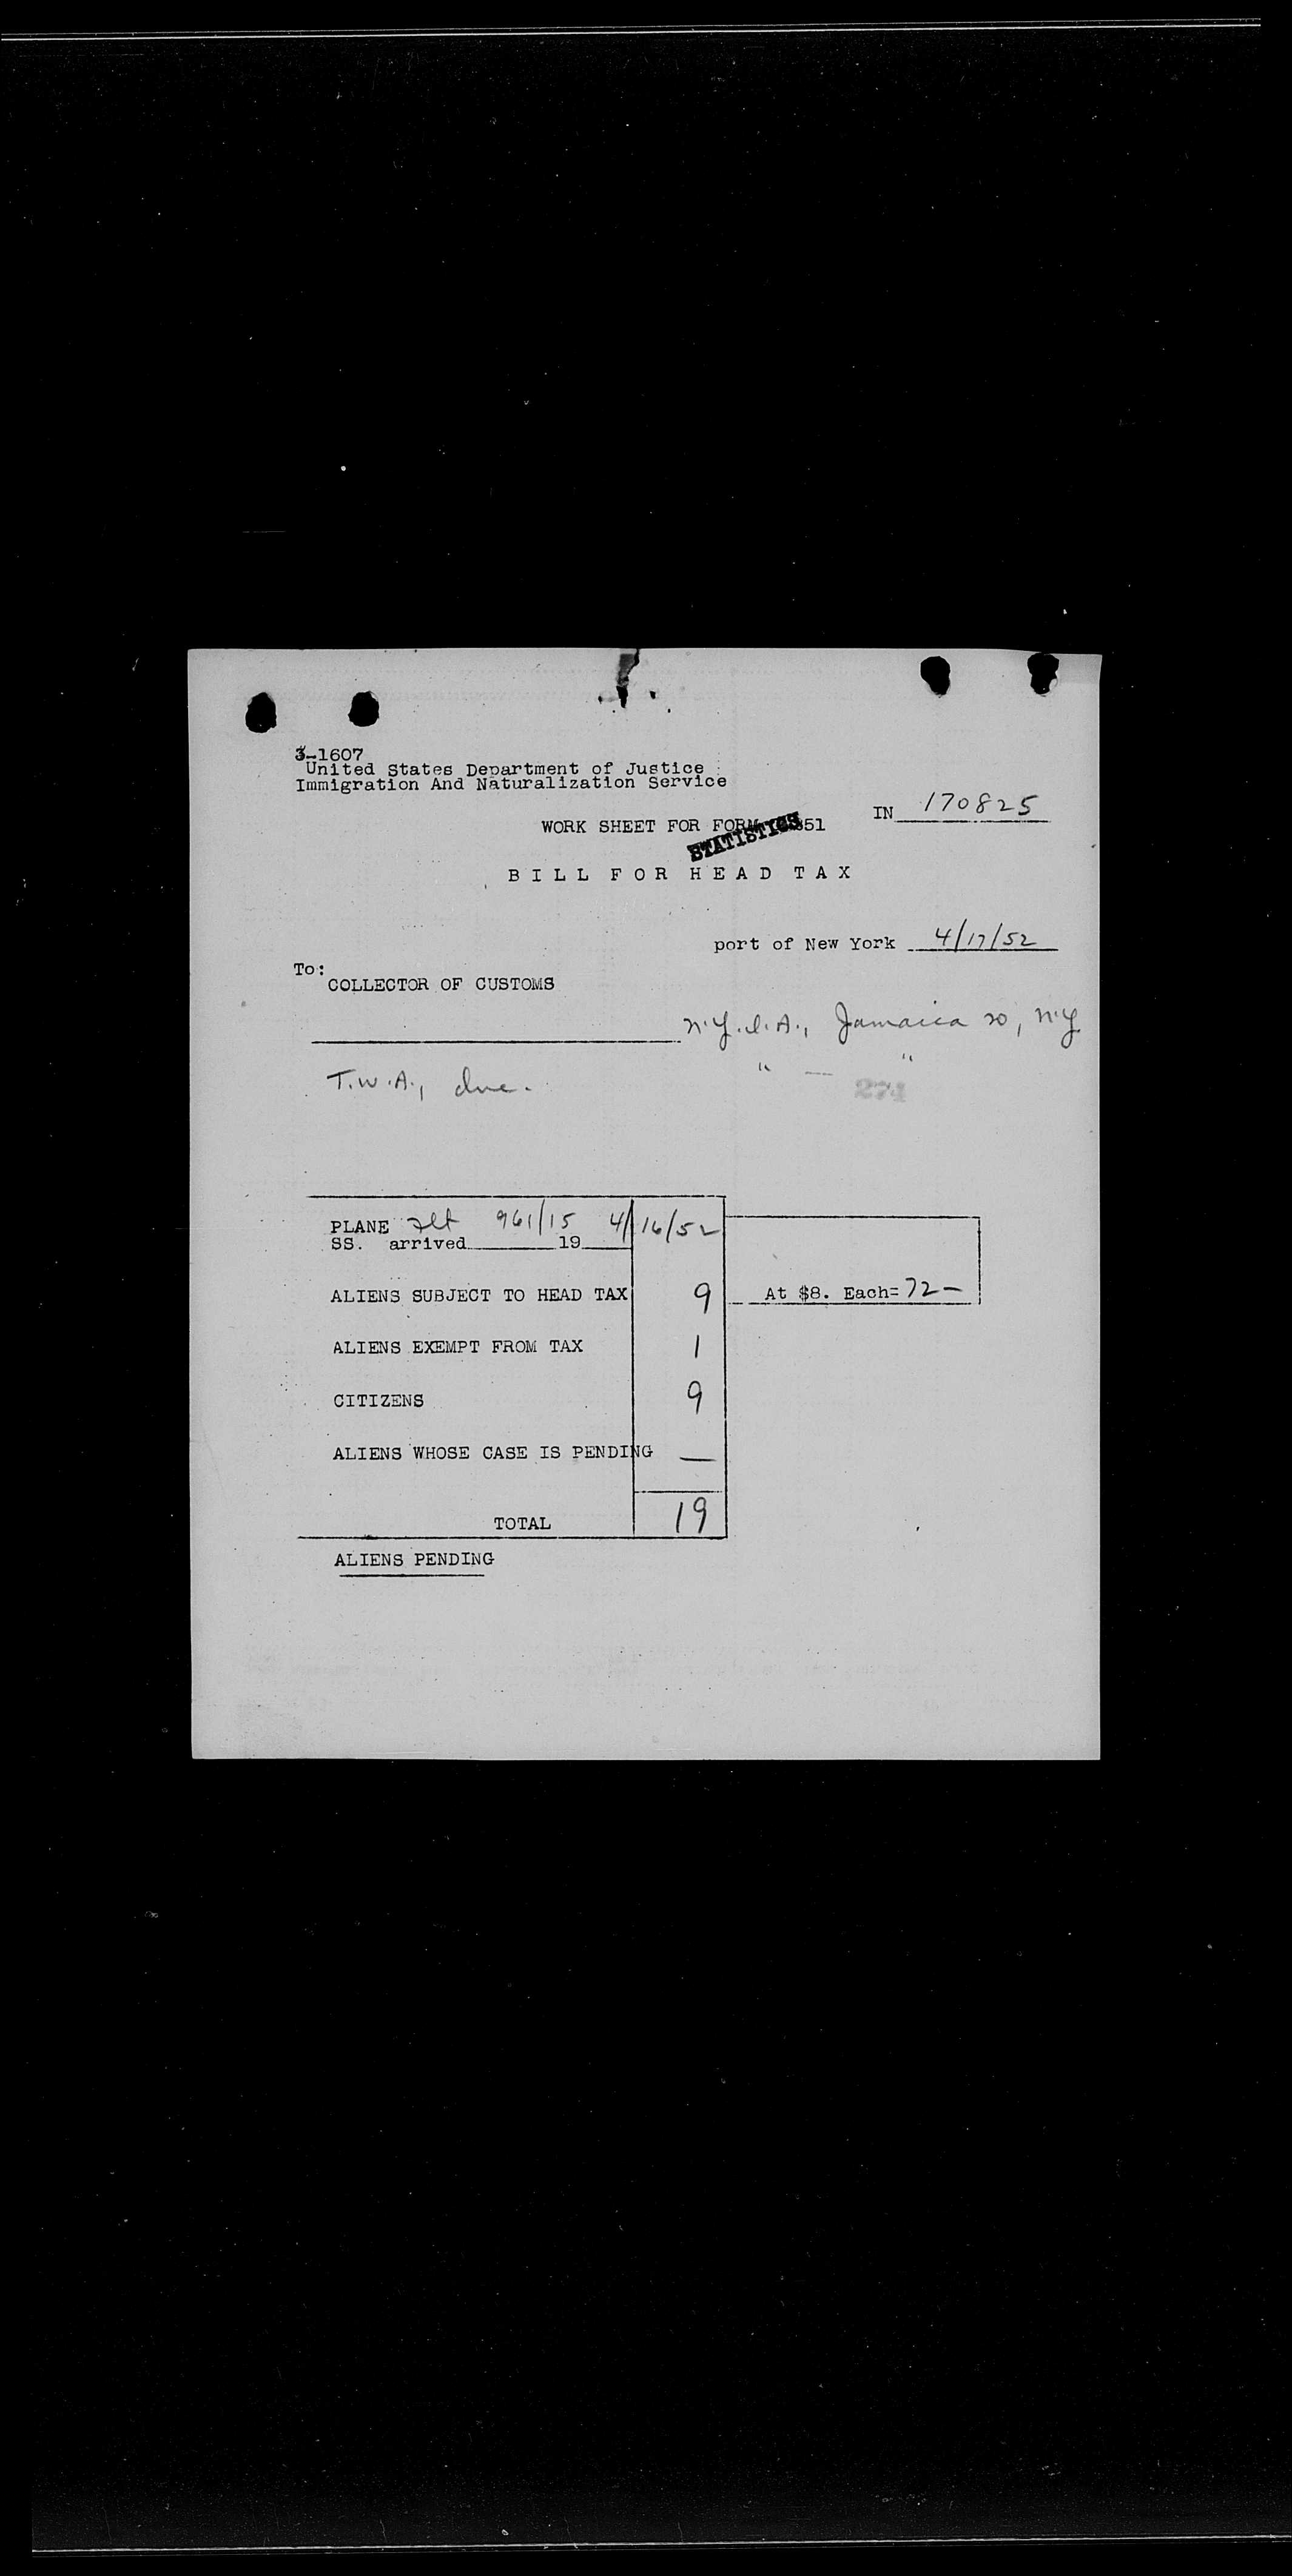 3-1607
United States Department of Justice
Immigration And Naturalization Service
IN 170825
WORK SHEET FOR FORM 51
STATISTICS
BILL FOR HEAD TAX
port of New York 4/17/52
To:
COLLECTOR OF CUSTOMS
N.Y.I.A., Jamaica 20, N.Y
T.W.A., Inc. " — "
274
PLANE Flt 961/15 4/16/52
SS. arrived 19
ALIENS SUBJECT TO HEAD TAX 9 At $8. Each= 72 —
ALIENS EXEMPT FROM TAX 1
CITIZENS 9
ALIENS WHOSE CASE IS PENDING —
TOTAL 19
ALIENS PENDING